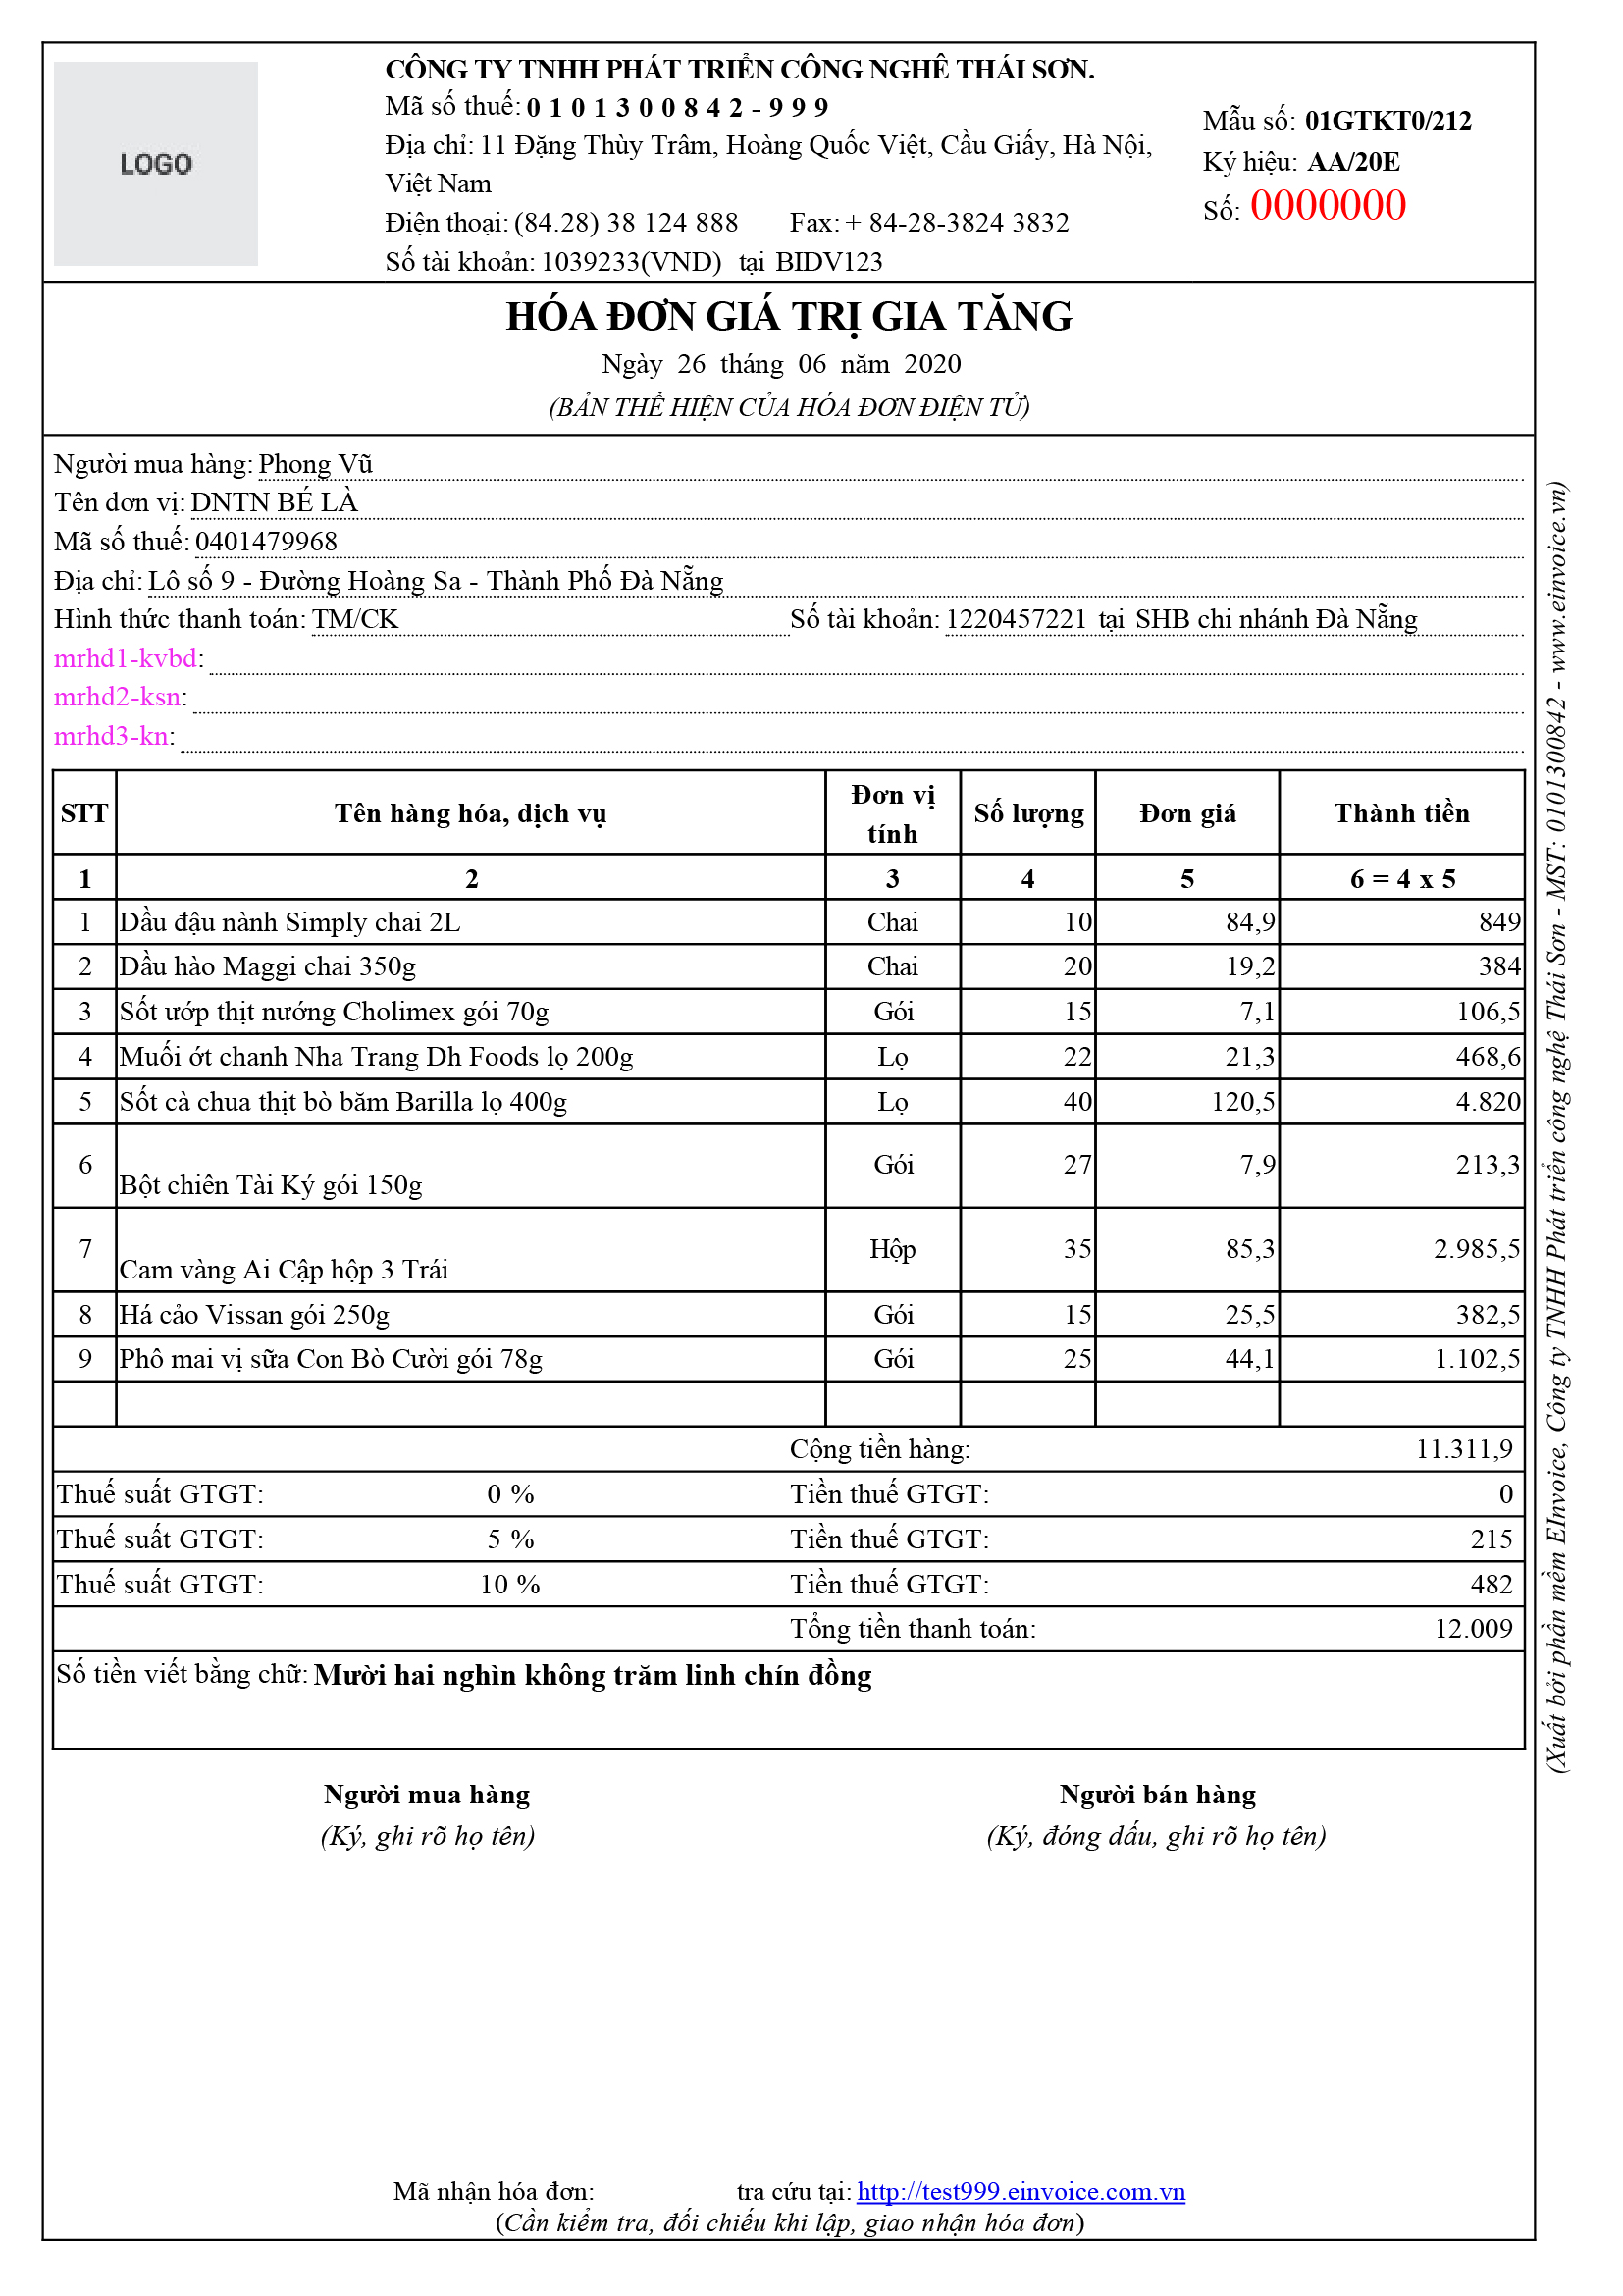 LOGO
CÔNG TY TNHH PHÁT TRIỂN CÔNG NGHÊ THÁI SƠN.
Mã số thuế: 0101300842-999
Địa chỉ: 11 Đặng Thùy Trâm, Hoàng Quốc Việt, Cầu Giấy, Hà Nội,
Việt Nam
Điện thoại: (84.28) 38 124 888 Fax: + 84-28-3824 3832
Số tài khoản: 1039233(VND) tại BIDV123
Mẫu số: 01GTKT0/212
Ký hiệu: AA/20E
Số: 0000000
HÓA ĐƠN GIÁ TRỊ GIA TĂNG
Ngày 26 tháng 06 năm 2020
(BẢN THỂ HIỆN CỦA HÓA ĐƠN ĐIỆN TỬ)
Người mua hàng: Phong Vũ
Tên đơn vị: DNTN BÉ LÀ
Mã số thuế: 0401479968
Địa chỉ: Lô số 9 - Đường Hoàng Sa - Thành Phố Đà Nẵng
Hình thức thanh toán: TM/CK Số tài khoản: 1220457221 tại SHB chi nhánh Đà Nẵng
mrhđ1-kvbd:
mrhd2-ksn:
mrhd3-kn:
STT Tên hàng hóa, dịch vụ Đơn vị tính Số lượng Đơn giá Thành tiền
1 2 3 4 5 6 = 4 x 5
1 Dầu đậu nành Simply chai 2L Chai 10 84,9 849
2 Dầu hào Maggi chai 350g Chai 20 19,2 384
3 Sốt ướp thịt nướng Cholimex gói 70g Gói 15 7,1 106,5
4 Muối ớt chanh Nha Trang Dh Foods lọ 200g Lọ 22 21,3 468,6
5 Sốt cà chua thịt bò băm Barilla lọ 400g Lọ 40 120,5 4.820
6 Bột chiên Tài Ký gói 150g Gói 27 7,9 213,3
7 Cam vàng Ai Cập hộp 3 Trái Hộp 35 85,3 2.985,5
8 Há cảo Vissan gói 250g Gói 15 25,5 382,5
9 Phô mai vị sữa Con Bò Cười gói 78g Gói 25 44,1 1.102,5
Cộng tiền hàng: 11.311,9
Thuế suất GTGT: 0 % Tiền thuế GTGT: 0
Thuế suất GTGT: 5 % Tiền thuế GTGT: 215
Thuế suất GTGT: 10 % Tiền thuế GTGT: 482
Tổng tiền thanh toán: 12.009
Số tiền viết bằng chữ: Mười hai nghìn không trăm linh chín đồng
Người mua hàng Người bán hàng
(Ký, ghi rõ họ tên) (Ký, đóng dấu, ghi rõ họ tên)
Mã nhận hóa đơn: tra cứu tại: http://test999.einvoice.com.vn
(Cần kiểm tra, đối chiếu khi lập, giao nhận hóa đơn)
(Xuất bởi phần mềm EInvoice, Công ty TNHH Phát triển công nghệ Thái Sơn - MST: 0101300842 - www.einvoice.vn)